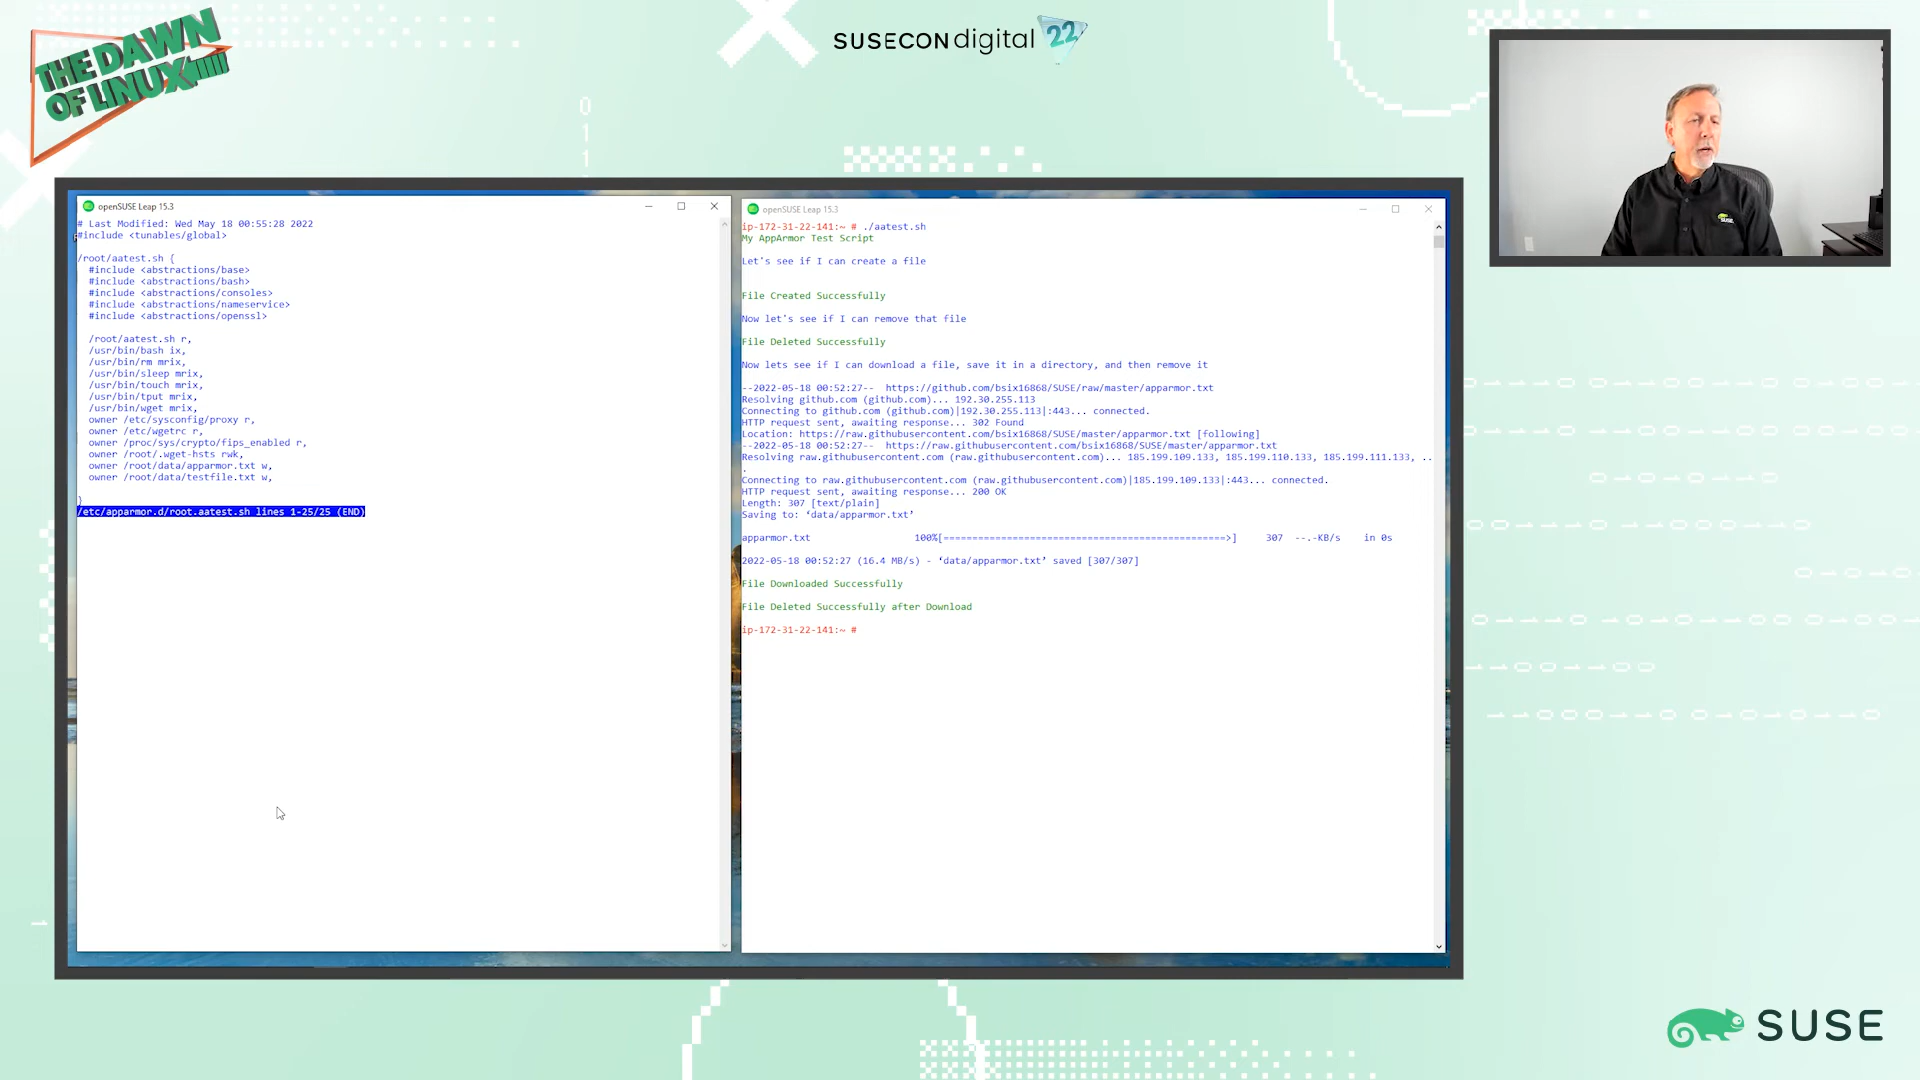 THE DAWN
OF LINUX
SUSECON digital 22
0
1
1
openSUSE Leap 15.3
# Last Modified: Wed May 18 00:55:28 2022
#include <tunables/global>
/root/aatest.sh {
#include <abstractions/base>
#include <abstractions/bash>
#include <abstractions/consoles>
#include <abstractions/nameservice>
#include <abstractions/openssl>
/root/aatest.sh r,
/usr/bin/bash ix,
/usr/bin/rm mrix,
/usr/bin/sleep mrix,
/usr/bin/touch mrix,
/usr/bin/tput mrix,
/usr/bin/wget mrix,
owner /etc/sysconfig/proxy r,
owner /etc/wgetrc r,
owner /proc/sys/crypto/fips_enabled r,
owner /root/.wget-hsts rwk,
owner /root/data/apparmor.txt w,
owner /root/data/testfile.txt w,
}
/etc/apparmor.d/root.aatest.sh lines 1-25/25 (END)
openSUSE Leap 15.3
ip-172-31-22-141:~ # ./aatest.sh
My AppArmor Test Script
Let's see if I can create a file
File Created Successfully
Now let's see if I can remove that file
File Deleted Successfully
Now lets see if I can download a file, save it in a directory, and then remove it
--2022-05-18 00:52:27-- https://github.com/bsix16868/SUSE/raw/master/apparmor.txt
Resolving github.com (github.com)... 192.30.255.113
Connecting to github.com (github.com)|192.30.255.113|:443... connected.
HTTP request sent, awaiting response... 302 Found
Location: https://raw.githubusercontent.com/bsix16868/SUSE/master/apparmor.txt [following]
--2022-05-18 00:52:27-- https://raw.githubusercontent.com/bsix16868/SUSE/master/apparmor.txt
Resolving raw.githubusercontent.com (raw.githubusercontent.com)... 185.199.109.133, 185.199.110.133, 185.199.111.133, ..
.
Connecting to raw.githubusercontent.com (raw.githubusercontent.com)|185.199.109.133|:443... connected.
HTTP request sent, awaiting response... 200 OK
Length: 307 [text/plain]
Saving to: ‘data/apparmor.txt’
apparmor.txt 100%[=================================================>] 307 --.-KB/s in 0s
2022-05-18 00:52:27 (16.4 MB/s) - ‘data/apparmor.txt’ saved [307/307]
File Downloaded Successfully
File Deleted Successfully after Download
ip-172-31-22-141:~ #
SUSE